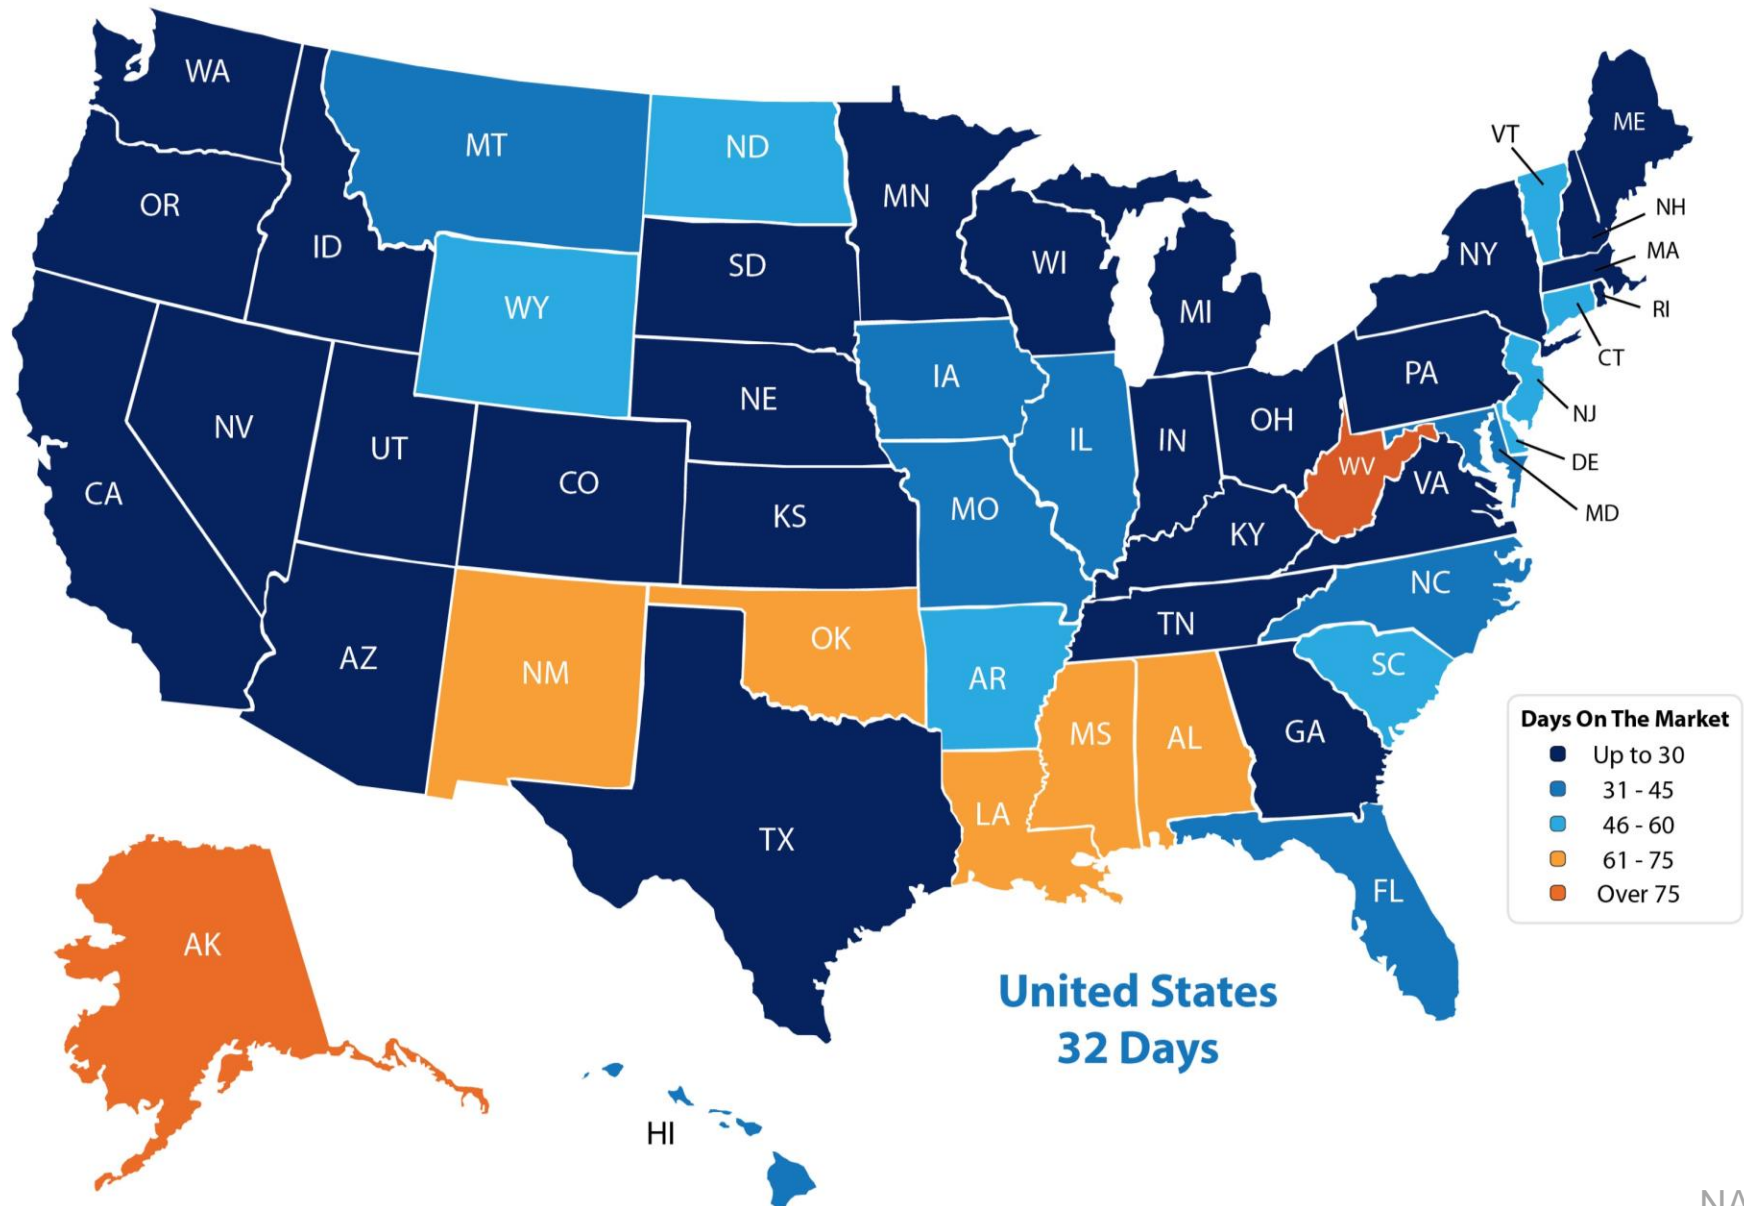 WA
MT
ND
MN
ME
VT
OR
ID
SD
WI
MI
NY
NH
MA
RI
CT
WY
IA
NE
PA
NJ
NV
UT
CO
IL
IN
OH
WV
VA
DE
MD
CA
KS
MO
KY
NC
AZ
NM
OK
AR
TN
SC
MS
AL
GA
LA
TX
FL
AK
HI
Days On The Market
Up to 30
31 - 45
46 - 60
61 - 75
Over 75
United States
32 Days